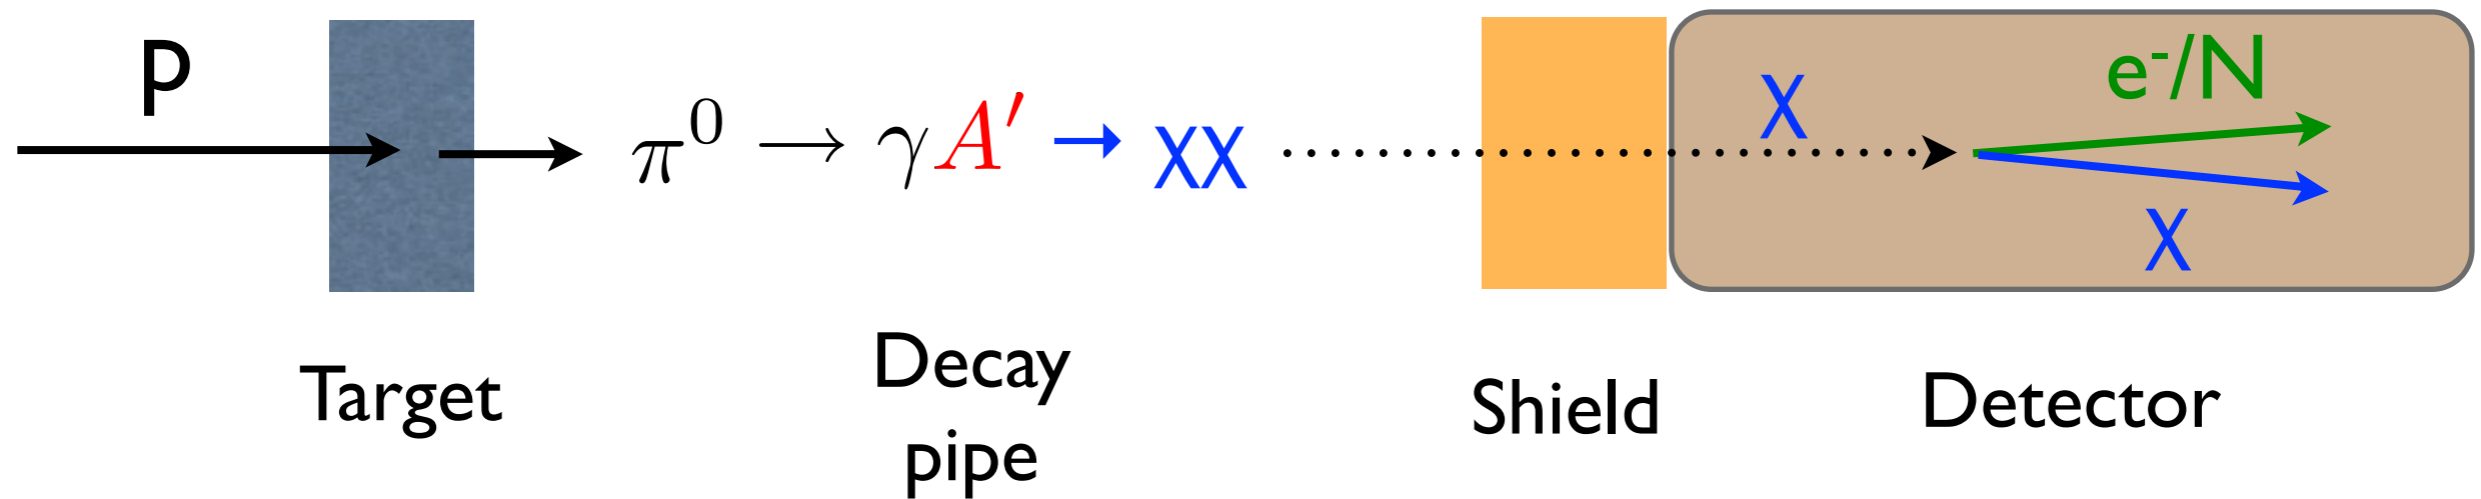 p
π⁰ → γA′ → XX
X
e⁻/N
X
Target
Decay
pipe
Shield
Detector